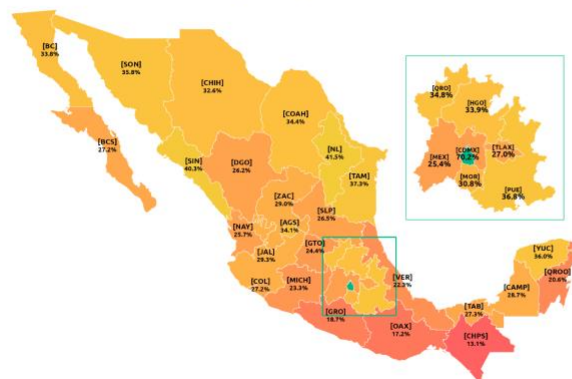 [BC]
33.8%
[SON]
35.8%
[CHIH]
32.6%
[COAH]
34.4%
[BCS]
27.2%
[SIN]
40.3%
[DGO]
26.2%
[NL]
41.5%
[TAM]
37.3%
[ZAC]
29.0%
[SLP]
26.5%
[AGS]
34.1%
[NAY]
25.7%
[JAL]
29.3%
[GTO]
24.4%
[COL]
27.2%
[MICH]
23.3%
[VER]
22.2%
[GRO]
18.7%
[OAX]
17.2%
[TAB]
27.3%
[CHPS]
13.1%
[CAMP]
28.7%
[YUC]
36.0%
[QROO]
20.6%
[QRO]
34.8%
[HGO]
33.9%
[MEX]
25.4%
[CDMX]
70.2%
[TLAX]
27.0%
[MOR]
30.8%
[PUE]
36.8%